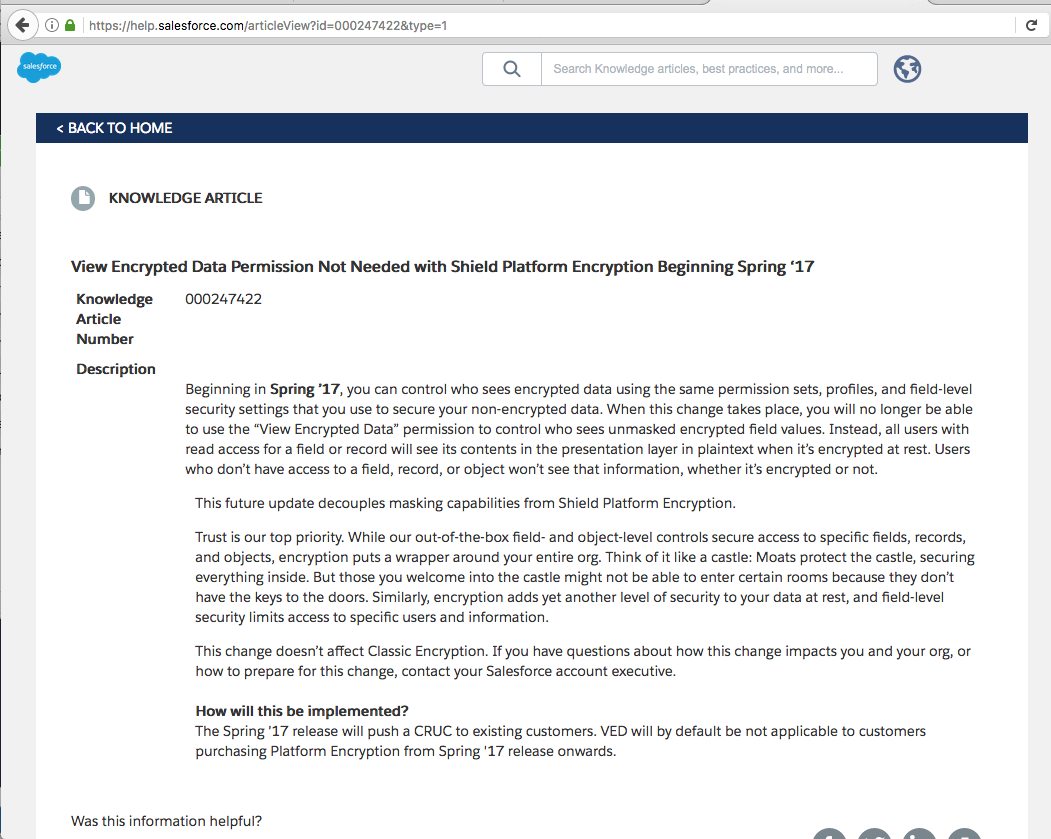 https://help.salesforce.com/articleView?id=000247422&type=1
salesforce
Search Knowledge articles, best practices, and more...
< BACK TO HOME
KNOWLEDGE ARTICLE
View Encrypted Data Permission Not Needed with Shield Platform Encryption Beginning Spring ‘17
Knowledge Article Number
000247422
Description
Beginning in Spring ’17, you can control who sees encrypted data using the same permission sets, profiles, and field-level
security settings that you use to secure your non-encrypted data. When this change takes place, you will no longer be able
to use the “View Encrypted Data” permission to control who sees unmasked encrypted field values. Instead, all users with
read access for a field or record will see its contents in the presentation layer in plaintext when it’s encrypted at rest. Users
who don’t have access to a field, record, or object won’t see that information, whether it’s encrypted or not.
This future update decouples masking capabilities from Shield Platform Encryption.
Trust is our top priority. While our out-of-the-box field- and object-level controls secure access to specific fields, records,
and objects, encryption puts a wrapper around your entire org. Think of it like a castle: Moats protect the castle, securing
everything inside. But those you welcome into the castle might not be able to enter certain rooms because they don’t
have the keys to the doors. Similarly, encryption adds yet another level of security to your data at rest, and field-level
security limits access to specific users and information.
This change doesn’t affect Classic Encryption. If you have questions about how this change impacts you and your org, or
how to prepare for this change, contact your Salesforce account executive.
How will this be implemented?
The Spring '17 release will push a CRUC to existing customers. VED will by default be not applicable to customers
purchasing Platform Encryption from Spring '17 release onwards.
Was this information helpful?